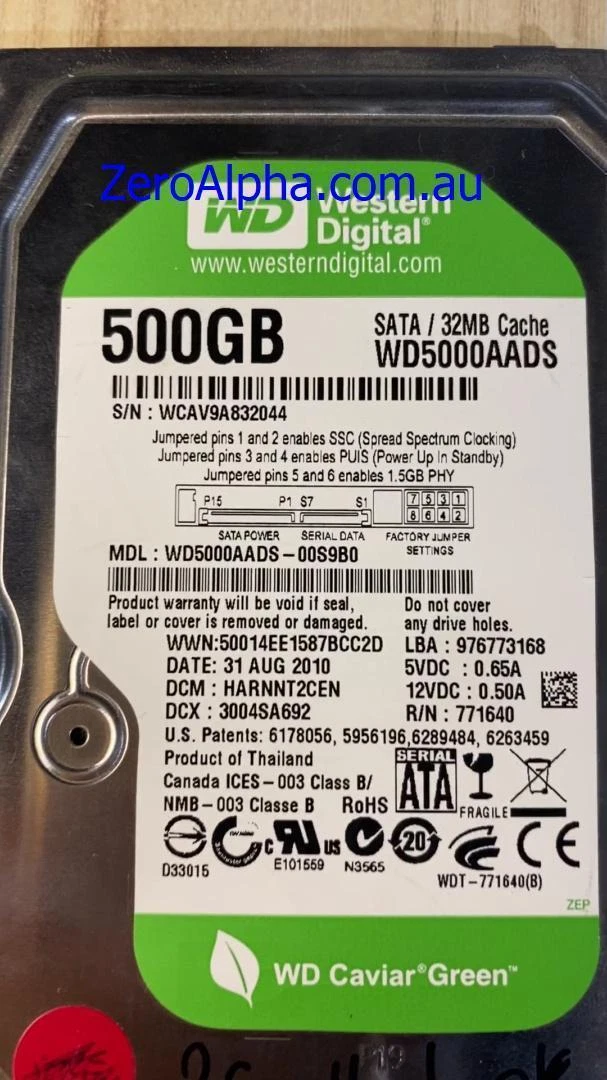 ZeroAlpha.com.au
WD Western
Digital®
www.westerndigital.com
500GB
SATA / 32MB Cache
WD5000AADS
S/N : WCAV9A832044
Jumpered pins 1 and 2 enables SSC (Spread Spectrum Clocking)
Jumpered pins 3 and 4 enables PUIS (Power Up In Standby)
Jumpered pins 5 and 6 enables 1.5GB PHY
P15 P1 S7 S1
7 5 3 1
8 6 4 2
SATA POWER SERIAL DATA FACTORY JUMPER
SETTINGS
MDL : WD5000AADS-00S9B0
Product warranty will be void if seal,
label or cover is removed or damaged.
Do not cover
any drive holes.
WWN:50014EE1587BCC2D
DATE: 31 AUG 2010
DCM : HARNNT2CEN
DCX : 3004SA692
LBA : 976773168
5VDC : 0.65A
12VDC : 0.50A
R/N : 771640
U.S. Patents: 6178056, 5956196,6289484, 6263459
Product of Thailand
Canada ICES-003 Class B/
NMB-003 Classe B RoHS
SERIAL
ATA
FRAGILE
D33015
c RU US
E101559
N3565
20
CE
WDT-771640(B)
ZEP
WD Caviar®Green™